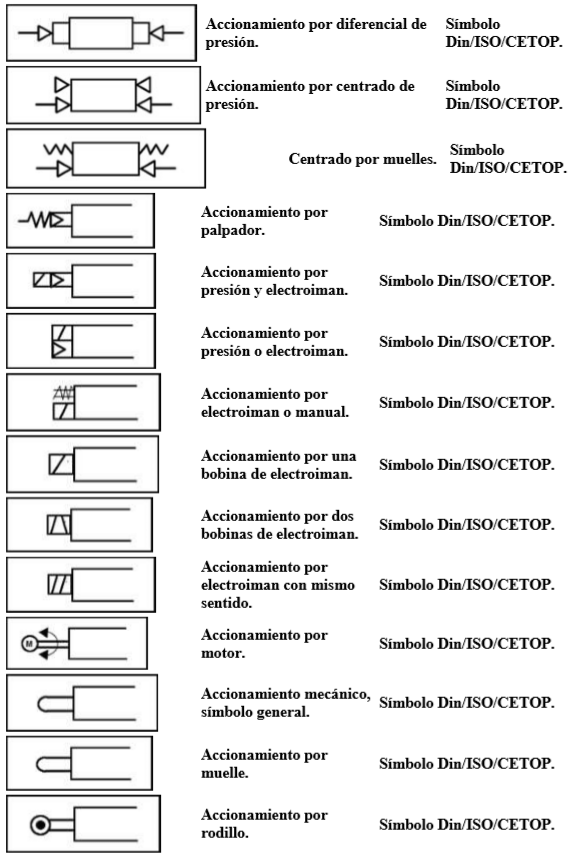 Accionamiento por diferencial de
presión.
Símbolo
Din/ISO/CETOP.
Accionamiento por centrado de
presión.
Símbolo
Din/ISO/CETOP.
Centrado por muelles.
Símbolo
Din/ISO/CETOP.
Accionamiento por
palpador.
Símbolo Din/ISO/CETOP.
Accionamiento por
presión y electroiman.
Símbolo Din/ISO/CETOP.
Accionamiento por
presión o electroiman.
Símbolo Din/ISO/CETOP.
Accionamiento por
electroiman o manual.
Símbolo Din/ISO/CETOP.
Accionamiento por una
bobina de electroiman.
Símbolo Din/ISO/CETOP.
Accionamiento por dos
bobinas de electroiman.
Símbolo Din/ISO/CETOP.
Accionamiento por
electroiman con mismo
sentido.
Símbolo Din/ISO/CETOP.
M
Accionamiento por
motor.
Símbolo Din/ISO/CETOP.
Accionamiento mecánico,
símbolo general.
Símbolo Din/ISO/CETOP.
Accionamiento por
muelle.
Símbolo Din/ISO/CETOP.
Accionamiento por
rodillo.
Símbolo Din/ISO/CETOP.